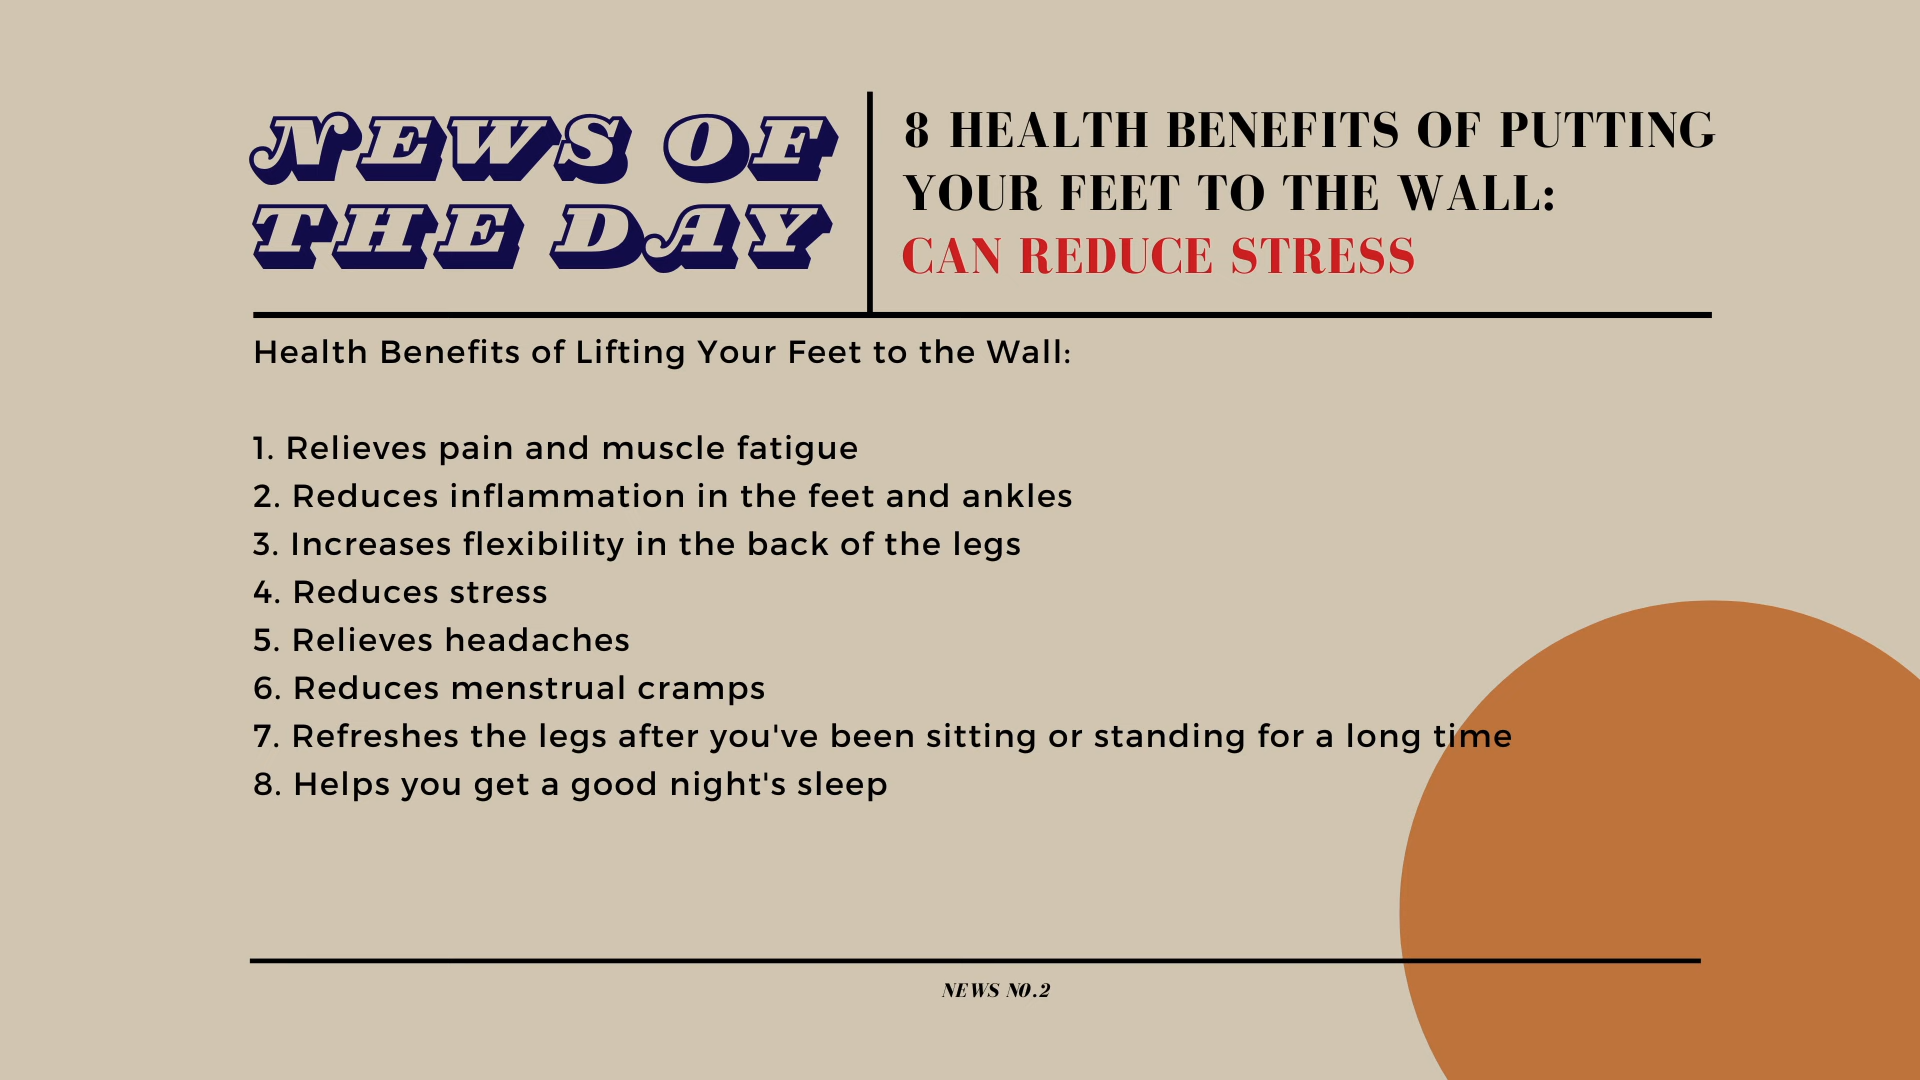 NEWS OF
THE DAY
8 HEALTH BENEFITS OF PUTTING
YOUR FEET TO THE WALL:
CAN REDUCE STRESS
Health Benefits of Lifting Your Feet to the Wall:
1. Relieves pain and muscle fatigue
2. Reduces inflammation in the feet and ankles
3. Increases flexibility in the back of the legs
4. Reduces stress
5. Relieves headaches
6. Reduces menstrual cramps
7. Refreshes the legs after you've been sitting or standing for a long time
8. Helps you get a good night's sleep
NEWS NO.2